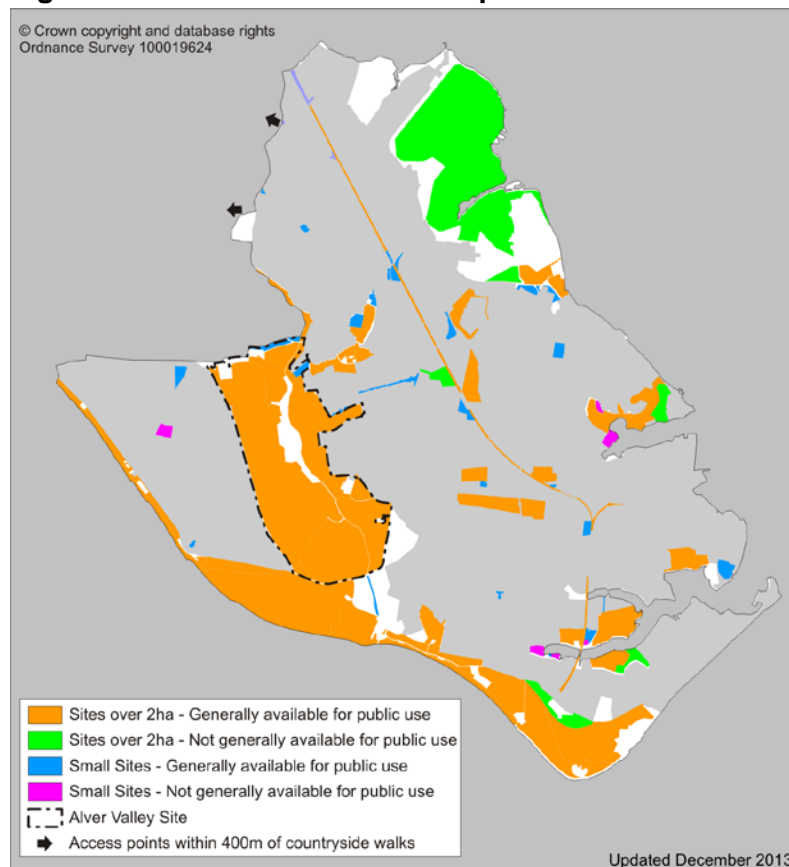 © Crown copyright and database rights
Ordnance Survey 100019624
Sites over 2ha - Generally available for public use
Sites over 2ha - Not generally available for public use
Small Sites - Generally available for public use
Small Sites - Not generally available for public use
Alver Valley Site
Access points within 400m of countryside walks
Updated December 2013